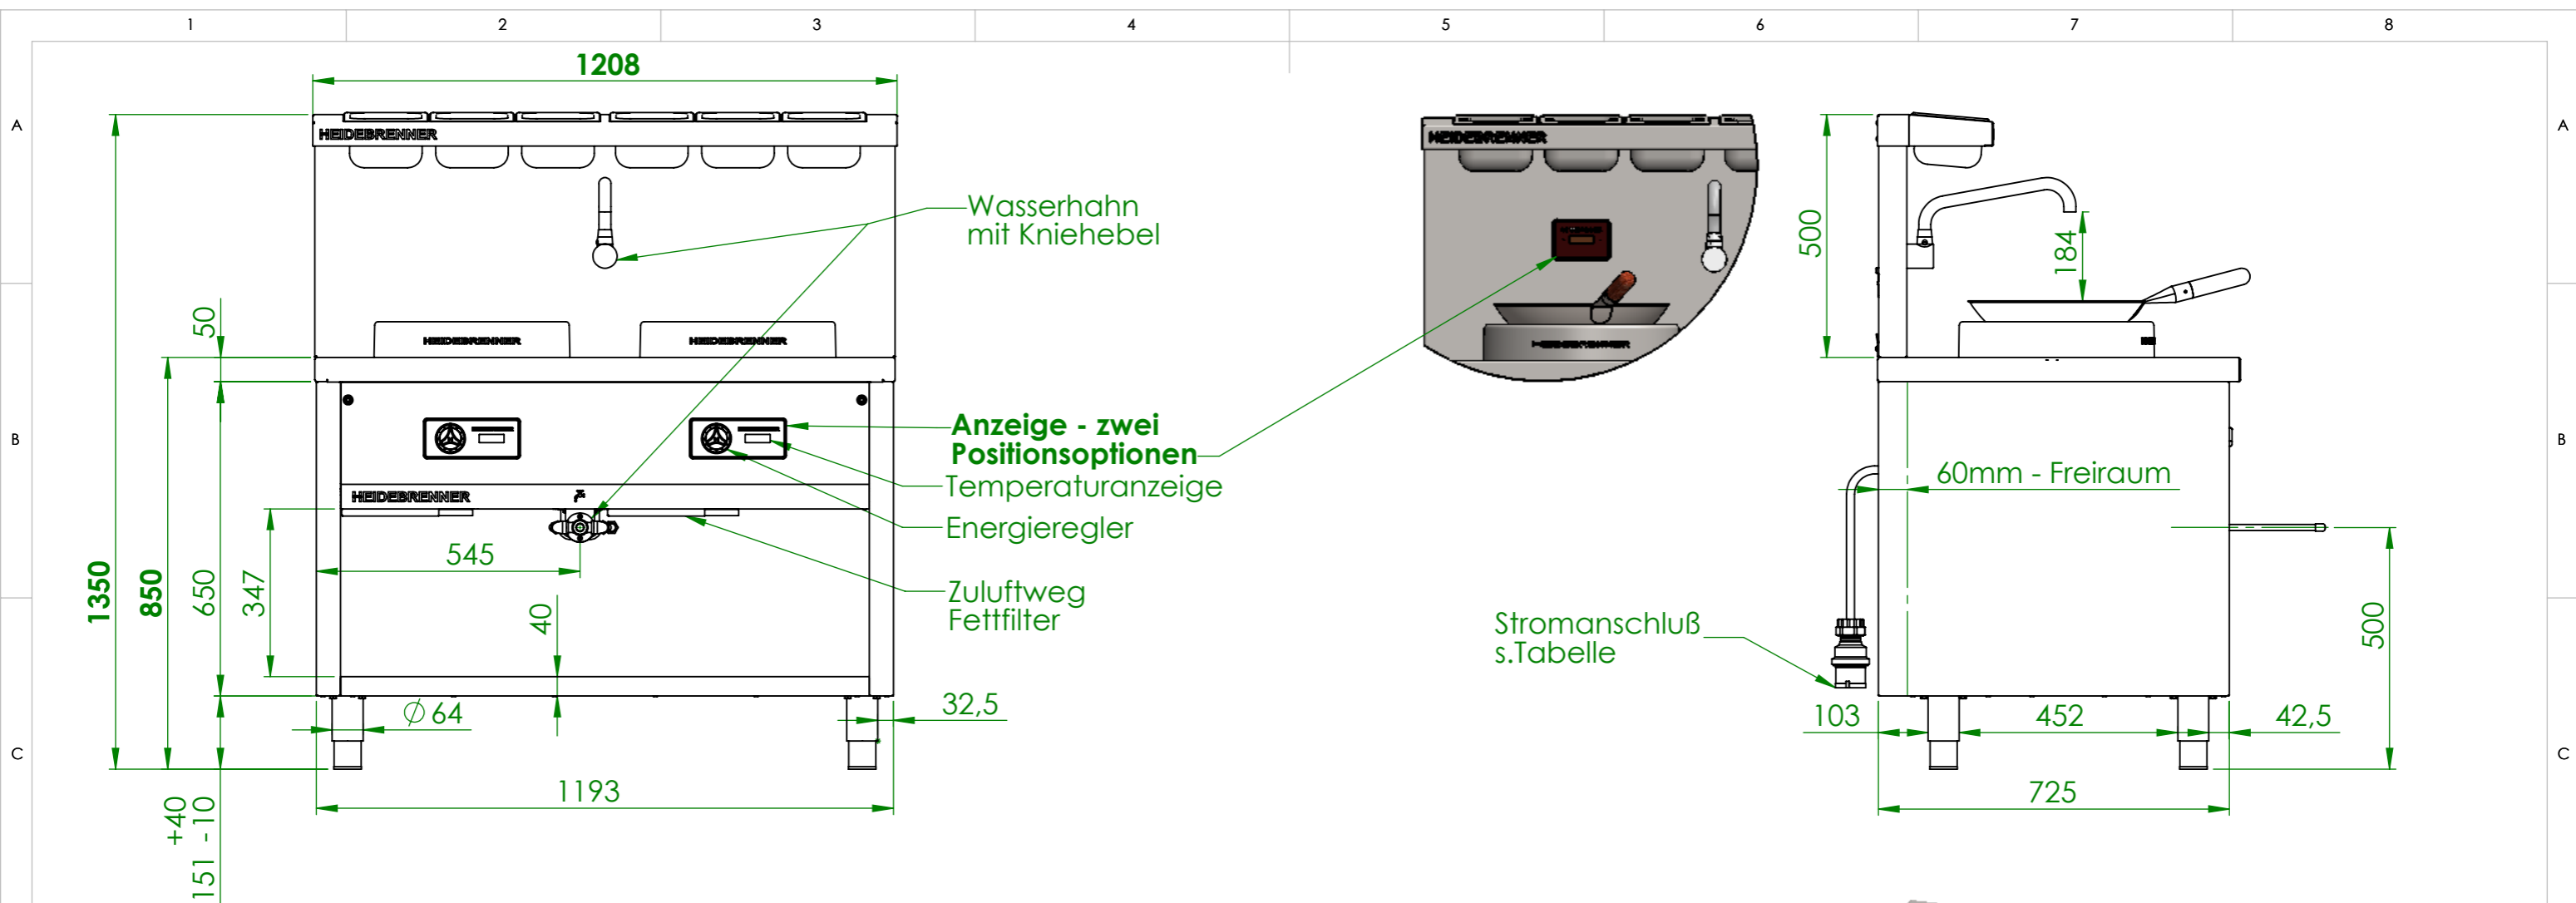 1 2 3 4 5 6 7 8
A A
B B
C C
1208
1350
850
650
50
347
545
40
Ø 64
32,5
1193
+40
151 -10
HEIDEBRENNER
HEIDEBRENNER
HEIDEBRENNER
HEIDEBRENNER
Wasserhahn
mit Kniehebel
Anzeige - zwei
Positionsoptionen
Temperaturanzeige
Energieregler
Zuluftweg
Fettfilter
HEIDEBRENNER
HEIDEBRENNER
500
184
60mm - Freiraum
Stromanschluß
s.Tabelle
500
103
452
42,5
725